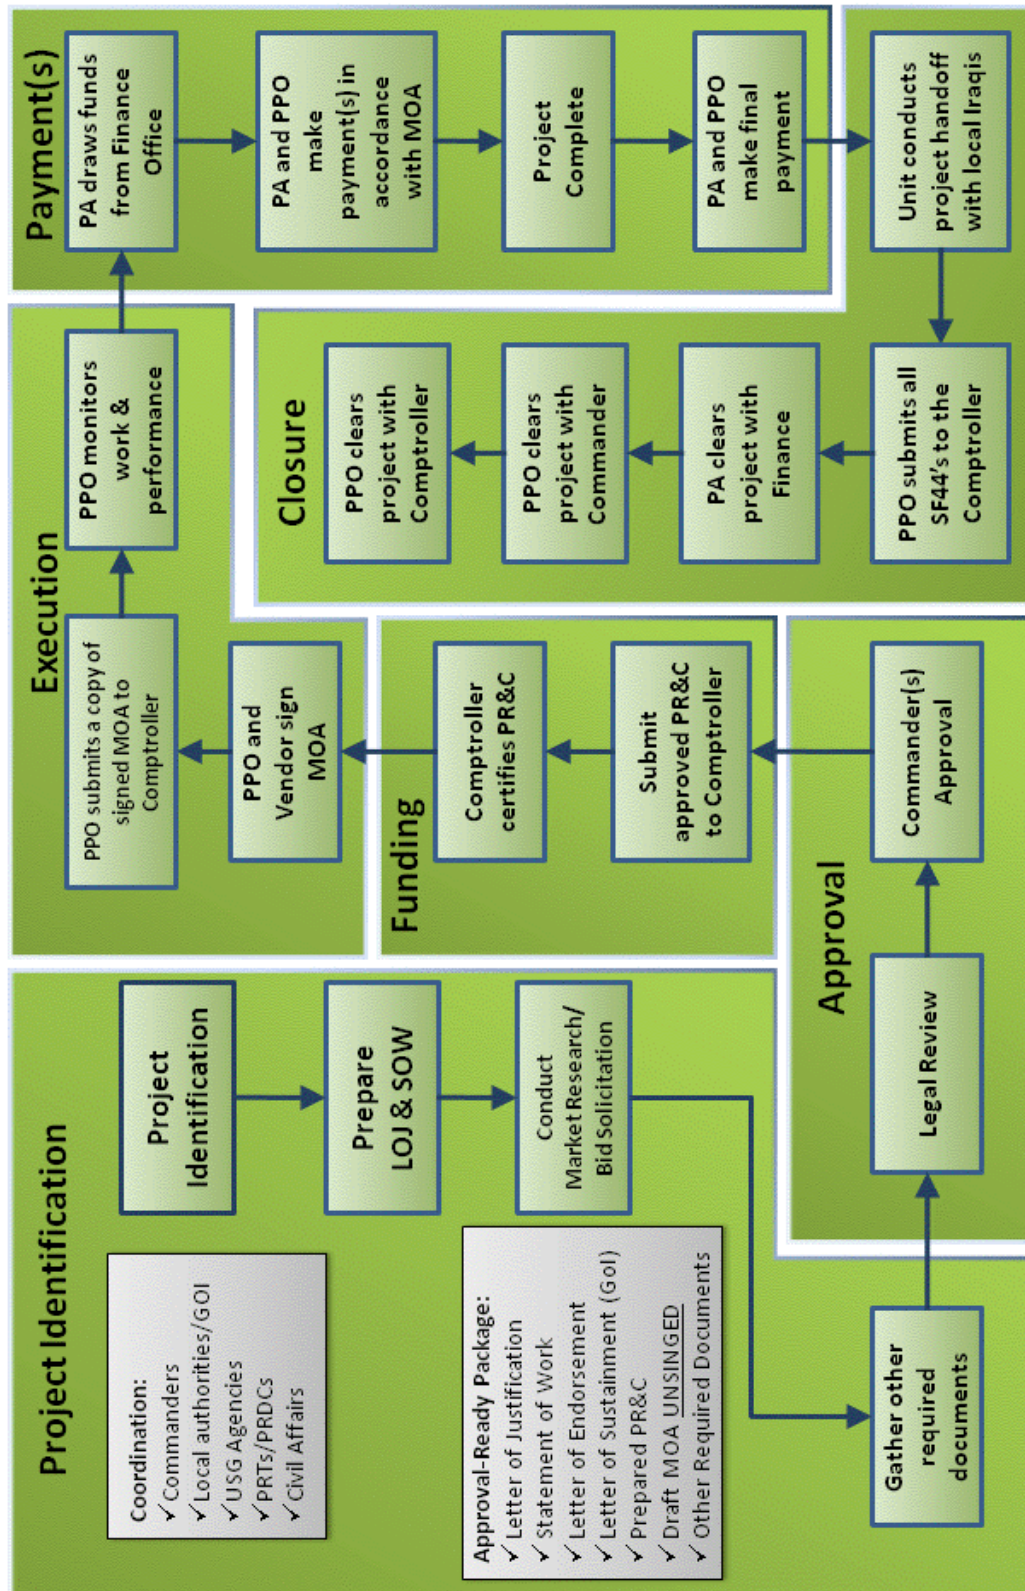 Project Identification
Coordination:
✓ Commanders
✓ Local authorities/GOI
✓ USG Agencies
✓ PRTs/PRDCs
✓ Civil Affairs
Project
Identification
Prepare
LOJ & SOW
Conduct
Market Research/
Bid Solicitation
Approval-Ready Package:
✓ Letter of Justification
✓ Statement of Work
✓ Letter of Endorsement
✓ Letter of Sustainment (GoI)
✓ Prepared PR&C
✓ Draft MOA UNSINGED
✓ Other Required Documents
Gather other
required
documents
Approval
Legal Review
Commander(s)
Approval
Funding
Submit
approved PR&C
to Comptroller
Comptroller
certifies PR&C
Execution
PPO and
Vendor sign
MOA
PPO submits a copy of
signed MOA to
Comptroller
PPO monitors
work &
performance
Payment(s)
PA draws funds
from Finance
Office
PA and PPO
make
payment(s) in
accordance
with MOA
Project
Complete
PA and PPO
make final
payment
Closure
Unit conducts
project handoff
with local Iraqis
PPO submits all
SF44's to the
Comptroller
PA clears
project with
Finance
PPO clears
project with
Commander
PPO clears
project with
Comptroller